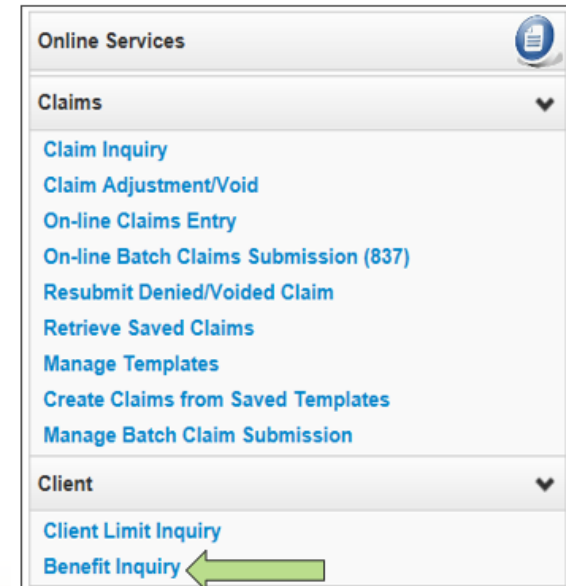 Online Services
Claims
Claim Inquiry
Claim Adjustment/Void
On-line Claims Entry
On-line Batch Claims Submission (837)
Resubmit Denied/Voided Claim
Retrieve Saved Claims
Manage Templates
Create Claims from Saved Templates
Manage Batch Claim Submission
Client
Client Limit Inquiry
Benefit Inquiry